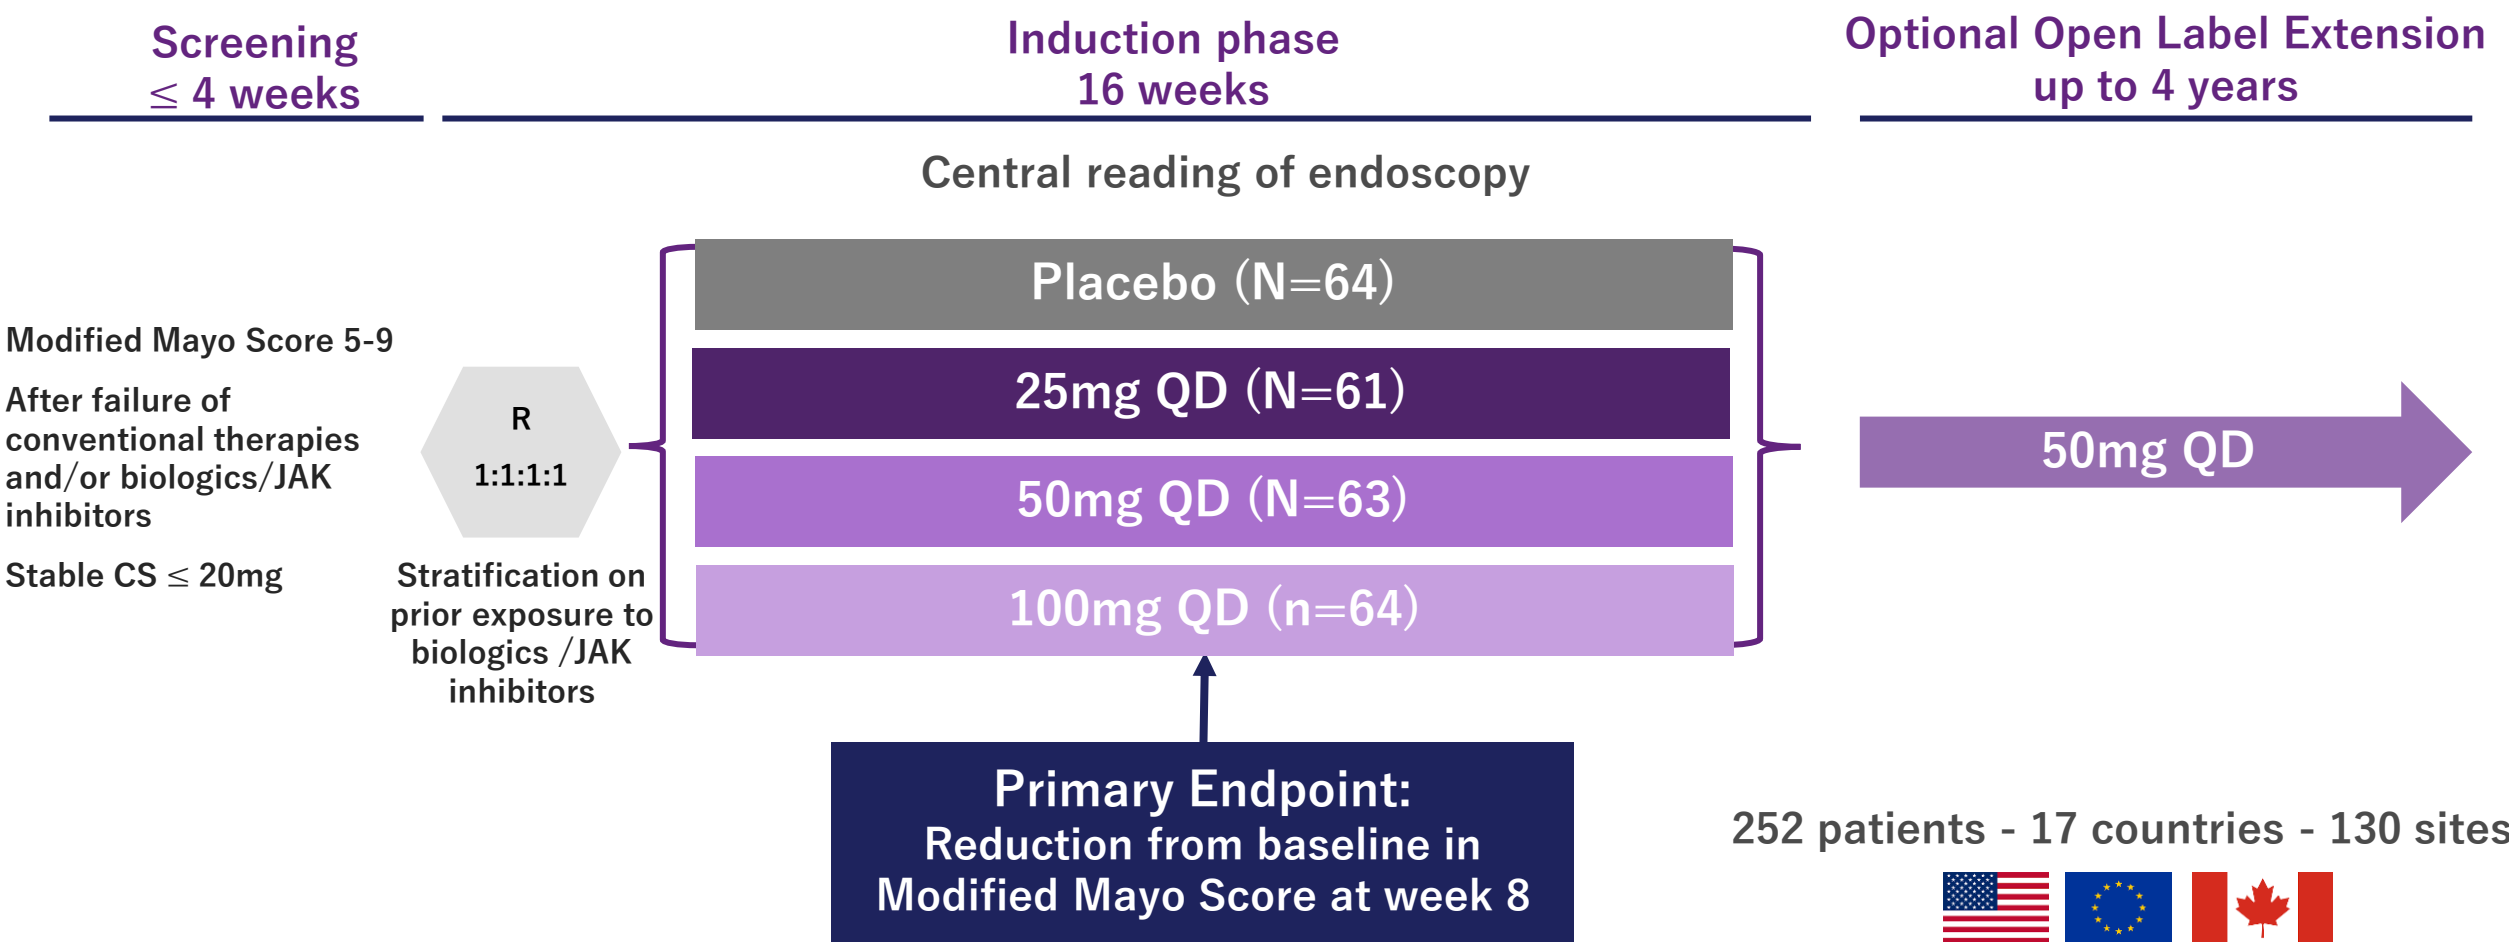 Screening
≤ 4 weeks
Induction phase
16 weeks
Optional Open Label Extension
up to 4 years
Central reading of endoscopy
Modified Mayo Score 5-9
After failure of
conventional therapies
and/or biologics/JAK
inhibitors
Stable CS ≤ 20mg
R
1:1:1:1
Stratification on
prior exposure to
biologics /JAK
inhibitors
Placebo (N=64)
25mg QD (N=61)
50mg QD (N=63)
100mg QD (n=64)
50mg QD
Primary Endpoint:
Reduction from baseline in
Modified Mayo Score at week 8
252 patients - 17 countries - 130 sites